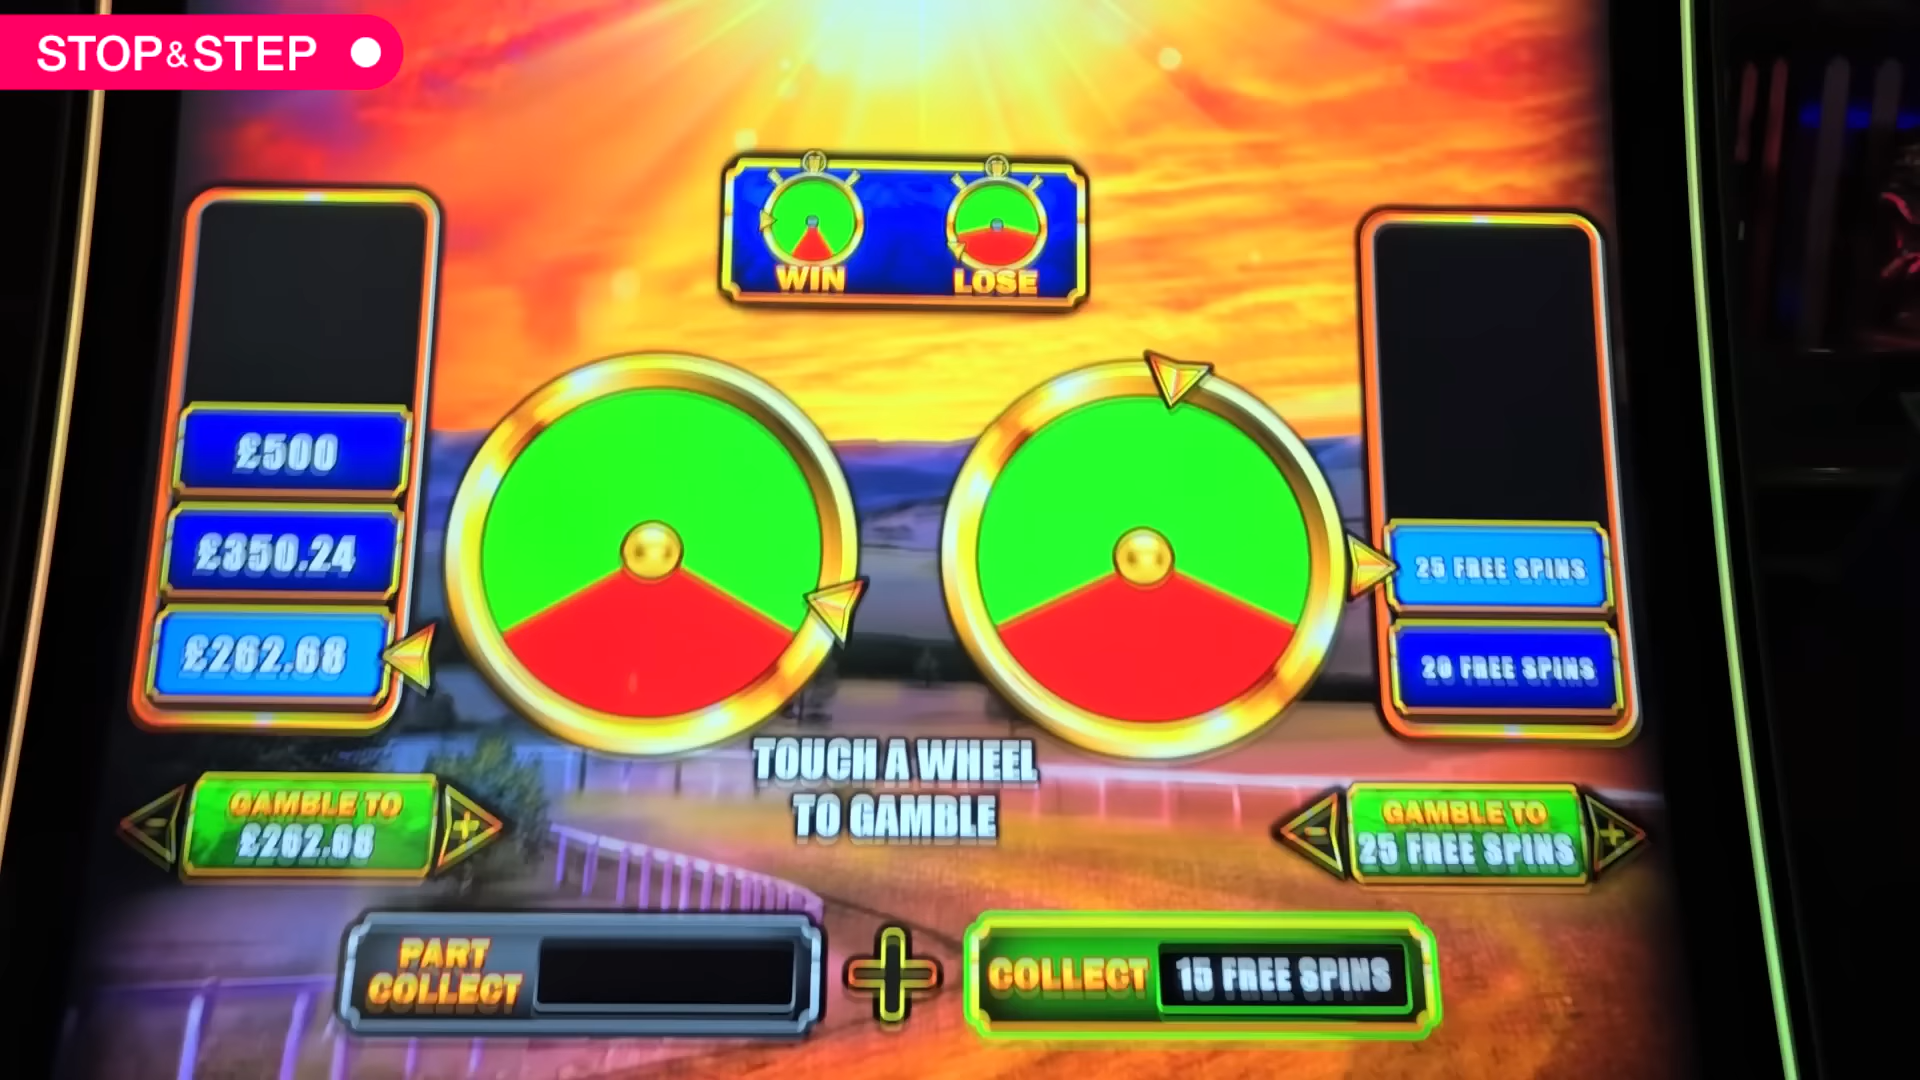 STOP&STEP
WIN
LOSE
£500
£350.24
£262.68
25 FREE SPINS
20 FREE SPINS
TOUCH A WHEEL
TO GAMBLE
GAMBLE TO
£262.68
GAMBLE TO
25 FREE SPINS
PART
COLLECT
COLLECT
15 FREE SPINS